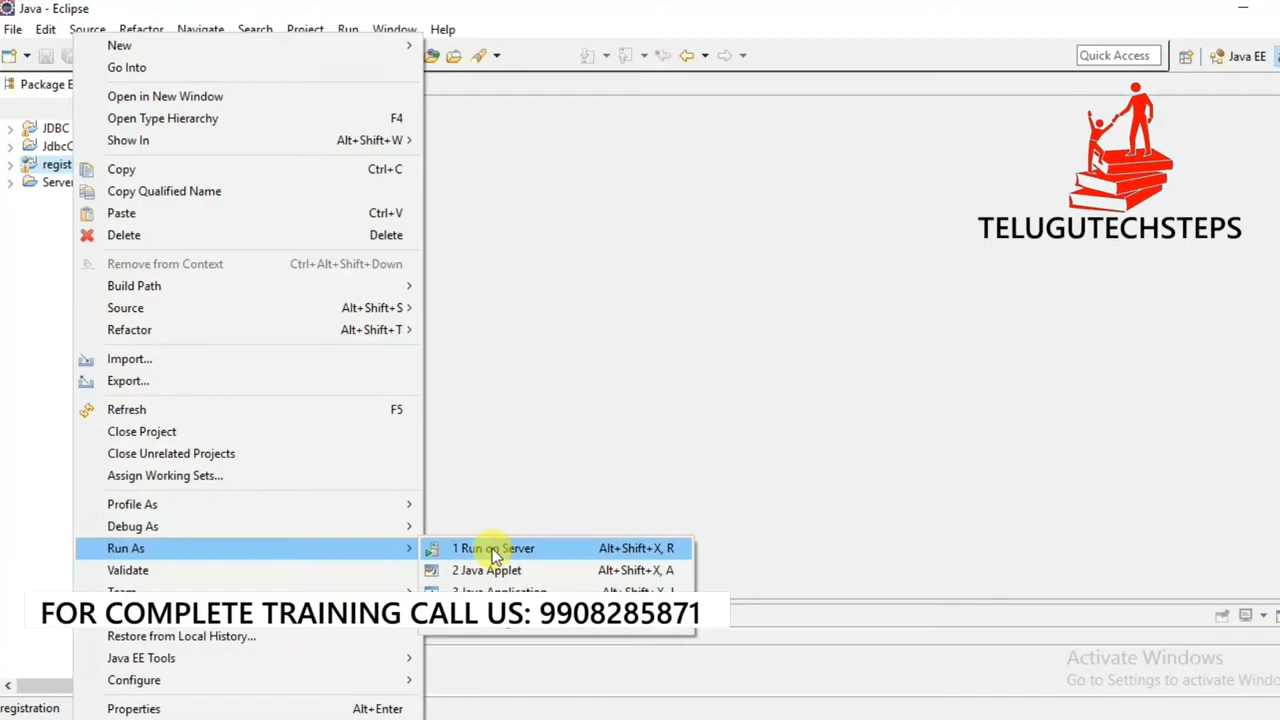 Java - Eclipse
File Edit Source Refactor Navigate Search Project Run Window Help
Quick Access
Java EE
Package E
JDBC
JdbcC
regist
Server
New
Go Into
Open in New Window
Open Type Hierarchy F4
Show In Alt+Shift+W
Copy Ctrl+C
Copy Qualified Name
Paste Ctrl+V
Delete Delete
Remove from Context Ctrl+Alt+Shift+Down
Build Path
Source Alt+Shift+S
Refactor Alt+Shift+T
Import...
Export...
Refresh F5
Close Project
Close Unrelated Projects
Assign Working Sets...
Profile As
Debug As
Run As
Validate
Team
Restore from Local History...
Java EE Tools
Configure
Properties Alt+Enter
1 Run on Server Alt+Shift+X, R
2 Java Applet Alt+Shift+X, A
3 Java Application Alt+Shift+X, J
TELUGUTECHSTEPS
FOR COMPLETE TRAINING CALL US: 9908285871
Activate Windows
Go to Settings to activate Windo
registration